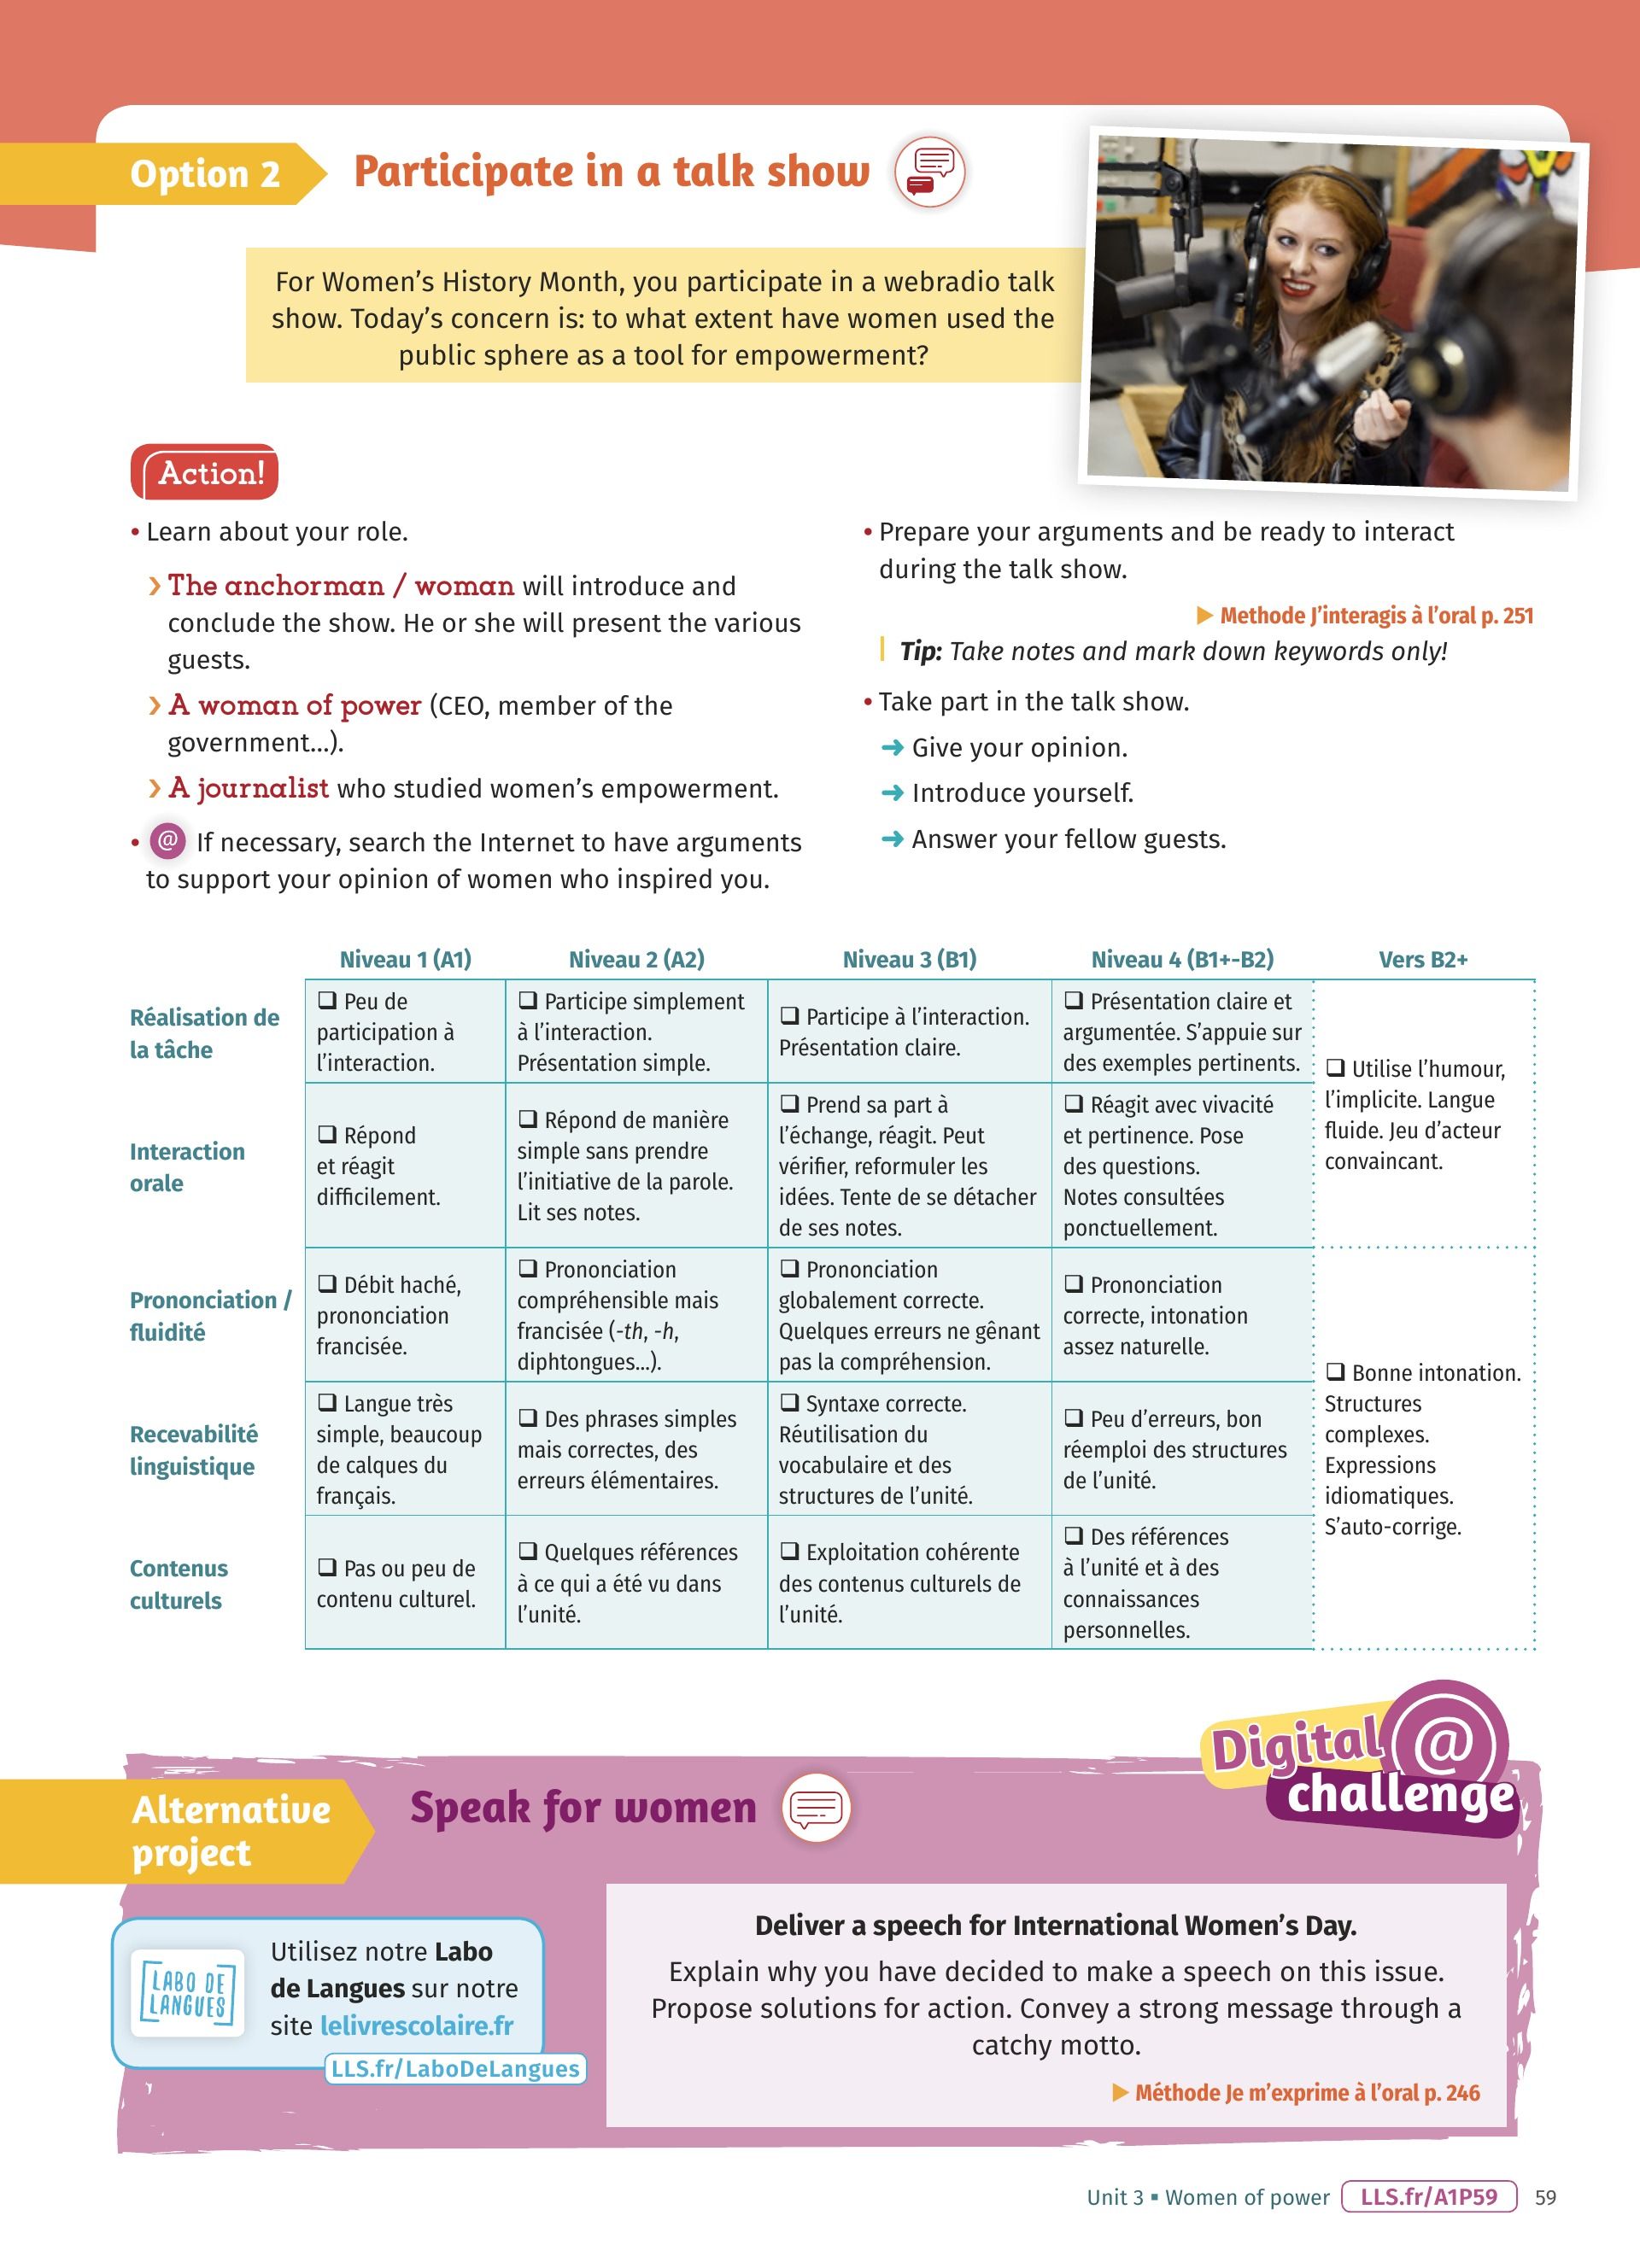 Option 2
Participate in a talk show
For Women's History Month, you participate in a webradio talk
show. Today's concern is: to what extent have women used the
public sphere as a tool for empowerment?
Action!
• Learn about your role.
› The anchorman / woman will introduce and
conclude the show. He or she will present the various
guests.
› A woman of power (CEO, member of the
government...).
› A journalist who studied women's empowerment.
• @ If necessary, search the Internet to have arguments
to support your opinion of women who inspired you.
• Prepare your arguments and be ready to interact
during the talk show.
▶ Methode J'interagis à l'oral p. 251
Tip: Take notes and mark down keywords only!
• Take part in the talk show.
➜ Give your opinion.
➜ Introduce yourself.
➜ Answer your fellow guests.
Niveau 1 (A1)
Niveau 2 (A2)
Niveau 3 (B1)
Niveau 4 (B1+-B2)
Vers B2+
Réalisation de
la tâche
❑ Peu de
participation à
l'interaction.
❑ Participe simplement
à l'interaction.
Présentation simple.
❑ Participe à l'interaction.
Présentation claire.
❑ Présentation claire et
argumentée. S'appuie sur
des exemples pertinents.
❑ Utilise l'humour,
l'implicite. Langue
fluide. Jeu d'acteur
convaincant.
Interaction
orale
❑ Répond
et réagit
difficilement.
❑ Répond de manière
simple sans prendre
l'initiative de la parole.
Lit ses notes.
❑ Prend sa part à
l'échange, réagit. Peut
vérifier, reformuler les
idées. Tente de se détacher
de ses notes.
❑ Réagit avec vivacité
et pertinence. Pose
des questions.
Notes consultées
ponctuellement.
Prononciation /
fluidité
❑ Débit haché,
prononciation
francisée.
❑ Prononciation
compréhensible mais
francisée (-th, -h,
diphtongues...).
❑ Prononciation
globalement correcte.
Quelques erreurs ne gênant
pas la compréhension.
❑ Prononciation
correcte, intonation
assez naturelle.
❑ Bonne intonation.
Structures
complexes.
Expressions
idiomatiques.
S'auto-corrige.
Recevabilité
linguistique
❑ Langue très
simple, beaucoup
de calques du
français.
❑ Des phrases simples
mais correctes, des
erreurs élémentaires.
❑ Syntaxe correcte.
Réutilisation du
vocabulaire et des
structures de l'unité.
❑ Peu d'erreurs, bon
réemploi des structures
de l'unité.
Contenus
culturels
❑ Pas ou peu de
contenu culturel.
❑ Quelques références
à ce qui a été vu dans
l'unité.
❑ Exploitation cohérente
des contenus culturels de
l'unité.
❑ Des références
à l'unité et à des
connaissances
personnelles.
Digital @
challenge
Alternative
project
Speak for women
LABO DE
LANGUES
Utilisez notre Labo
de Langues sur notre
site lelivrescolaire.fr
LLS.fr/LaboDeLangues
Deliver a speech for International Women's Day.
Explain why you have decided to make a speech on this issue.
Propose solutions for action. Convey a strong message through a
catchy motto.
▶ Méthode Je m'exprime à l'oral p. 246
Unit 3 ▪ Women of power LLS.fr/A1P59 59